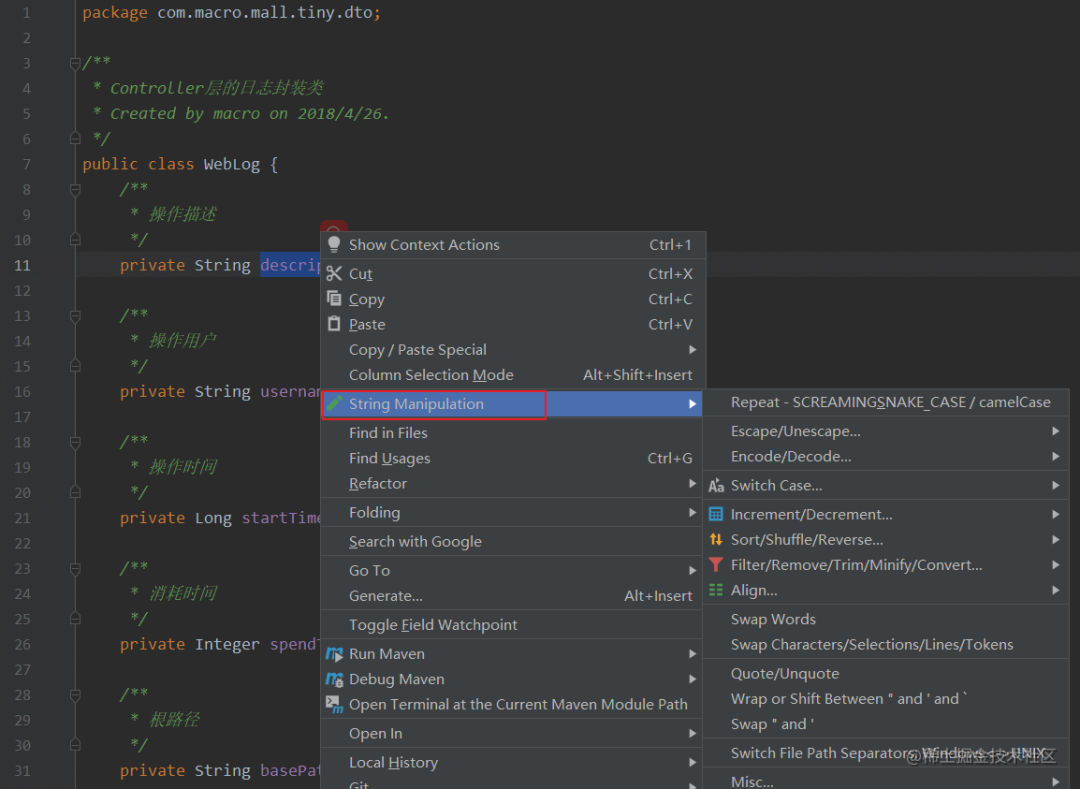 1 package com.macro.mall.tiny.dto;
2
3 /**
4 * Controller层的日志封装类
5 * Created by macro on 2018/4/26.
6 */
7 public class WebLog {
8 /**
9 * 操作描述
10 */
11 private String descrip
12
13 /**
14 * 操作用户
15 */
16 private String usernam
17
18 /**
19 * 操作时间
20 */
21 private Long startTime
22
23 /**
24 * 消耗时间
25 */
26 private Integer spendT
27
28 /**
29 * 根路径
30 */
31 private String basePat
Show Context Actions Ctrl+1
Cut Ctrl+X
Copy Ctrl+C
Paste Ctrl+V
Copy / Paste Special
Column Selection Mode Alt+Shift+Insert
String Manipulation
Find in Files
Find Usages Ctrl+G
Refactor
Folding
Search with Google
Go To
Generate... Alt+Insert
Toggle Field Watchpoint
Run Maven
Debug Maven
Open Terminal at the Current Maven Module Path
Open In
Local History
Git
Repeat - SCREAMINGSNAKE_CASE / camelCase
Escape/Unescape...
Encode/Decode...
Switch Case...
Increment/Decrement...
Sort/Shuffle/Reverse...
Filter/Remove/Trim/Minify/Convert...
Align...
Swap Words
Swap Characters/Selections/Lines/Tokens
Quote/Unquote
Wrap or Shift Between " and ' and `
Swap " and '
Switch File Path Separators: Windows - UNIX
Misc...
@稀土掘金技术社区